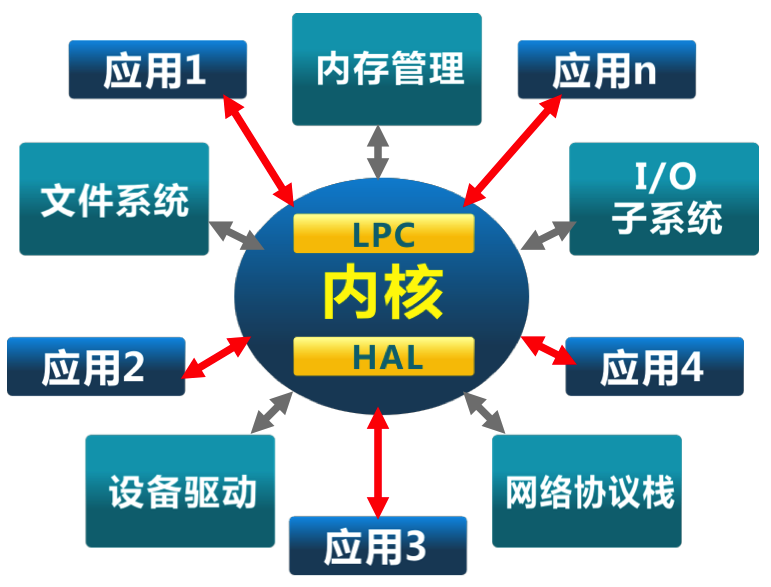 应用1
内存管理
应用n
文件系统
I/O
子系统
LPC
内核
HAL
应用2
应用4
设备驱动
网络协议栈
应用3